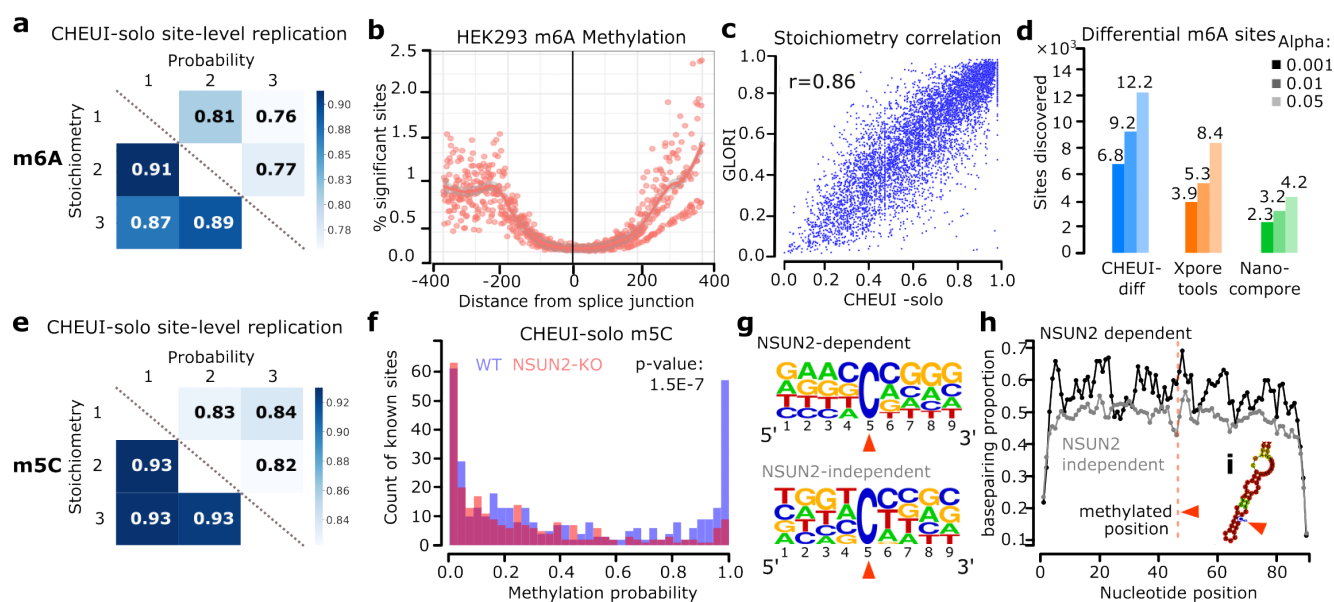 a
CHEUI-solo site-level replication
Probability
1 2 3
Stoichiometry
m6A
1 0.81 0.76
2 0.91 0.77
3 0.87 0.89
0.90
0.88
0.85
0.83
0.80
0.78
b
HEK293 m6A Methylation
% significant sites
2.5
2
1.5
1
0.5
0
-400 -200 0 200 400
Distance from splice junction
c
Stoichiometry correlation
r=0.86
GLORI
1.0
0.8
0.6
0.4
0.2
0.0 0.2 0.4 0.6 0.8 1.0
CHEUI -solo
d
Differential m6A sites
×10³
Alpha:
0.001
0.01
0.05
Sites discovered
14
12
10
8
6
4
2
0
6.8 9.2 12.2
3.9 5.3 8.4
2.3 3.2 4.2
CHEUI-
diff
Xpore
tools
Nano-
compore
e
CHEUI-solo site-level replication
Probability
1 2 3
Stoichiometry
m5C
1 0.83 0.84
2 0.93 0.82
3 0.93 0.93
0.92
0.90
0.88
0.86
0.84
f
CHEUI-solo m5C
WT NSUN2-KO p-value:
1.5E-7
Count of known sites
60
50
40
30
20
10
0
0.0 0.2 0.4 0.6 0.8 1.0
Methylation probability
g
NSUN2-dependent
GAACCCGGG
AGGGAACAA
TTTTGACC
CCCATTTT
1 2 3 4 5 6 7 8 9
5' 3'
NSUN2-independent
TGGTCCCGC
1 2 3 4 5 6 7 8 9
5' 3'
h
NSUN2 dependent
basepairing proportion
0.7
0.6
0.5
0.4
0.3
0.2
0.1
NSUN2
independent
i
methylated
position
0 20 40 60 80
Nucleotide position